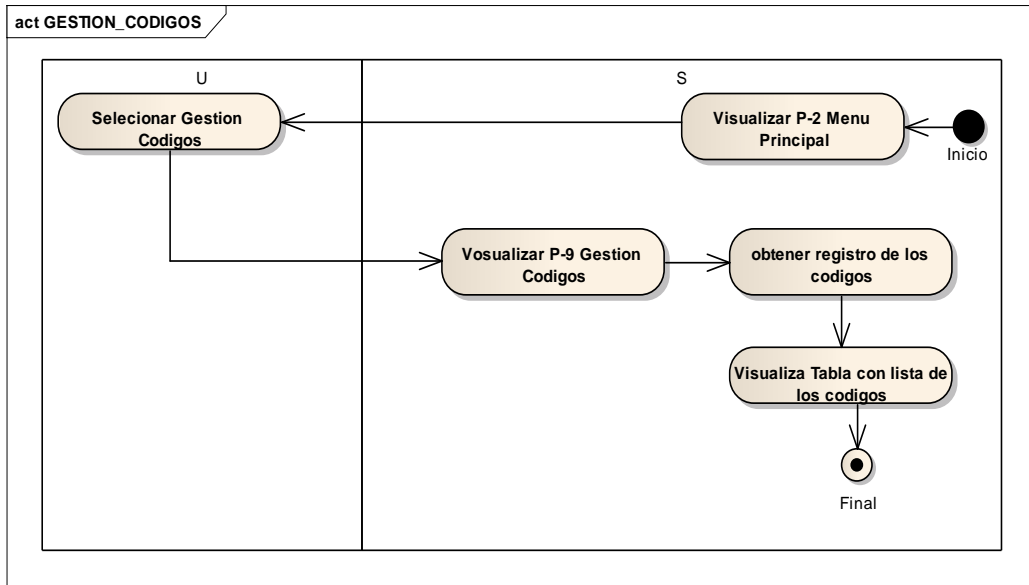 act GESTION_CODIGOS
U
S
Selecionar Gestion
Codigos
Visualizar P-2 Menu
Principal
Inicio
Vosualizar P-9 Gestion
Codigos
obtener registro de los
codigos
Visualiza Tabla con lista de
los codigos
Final